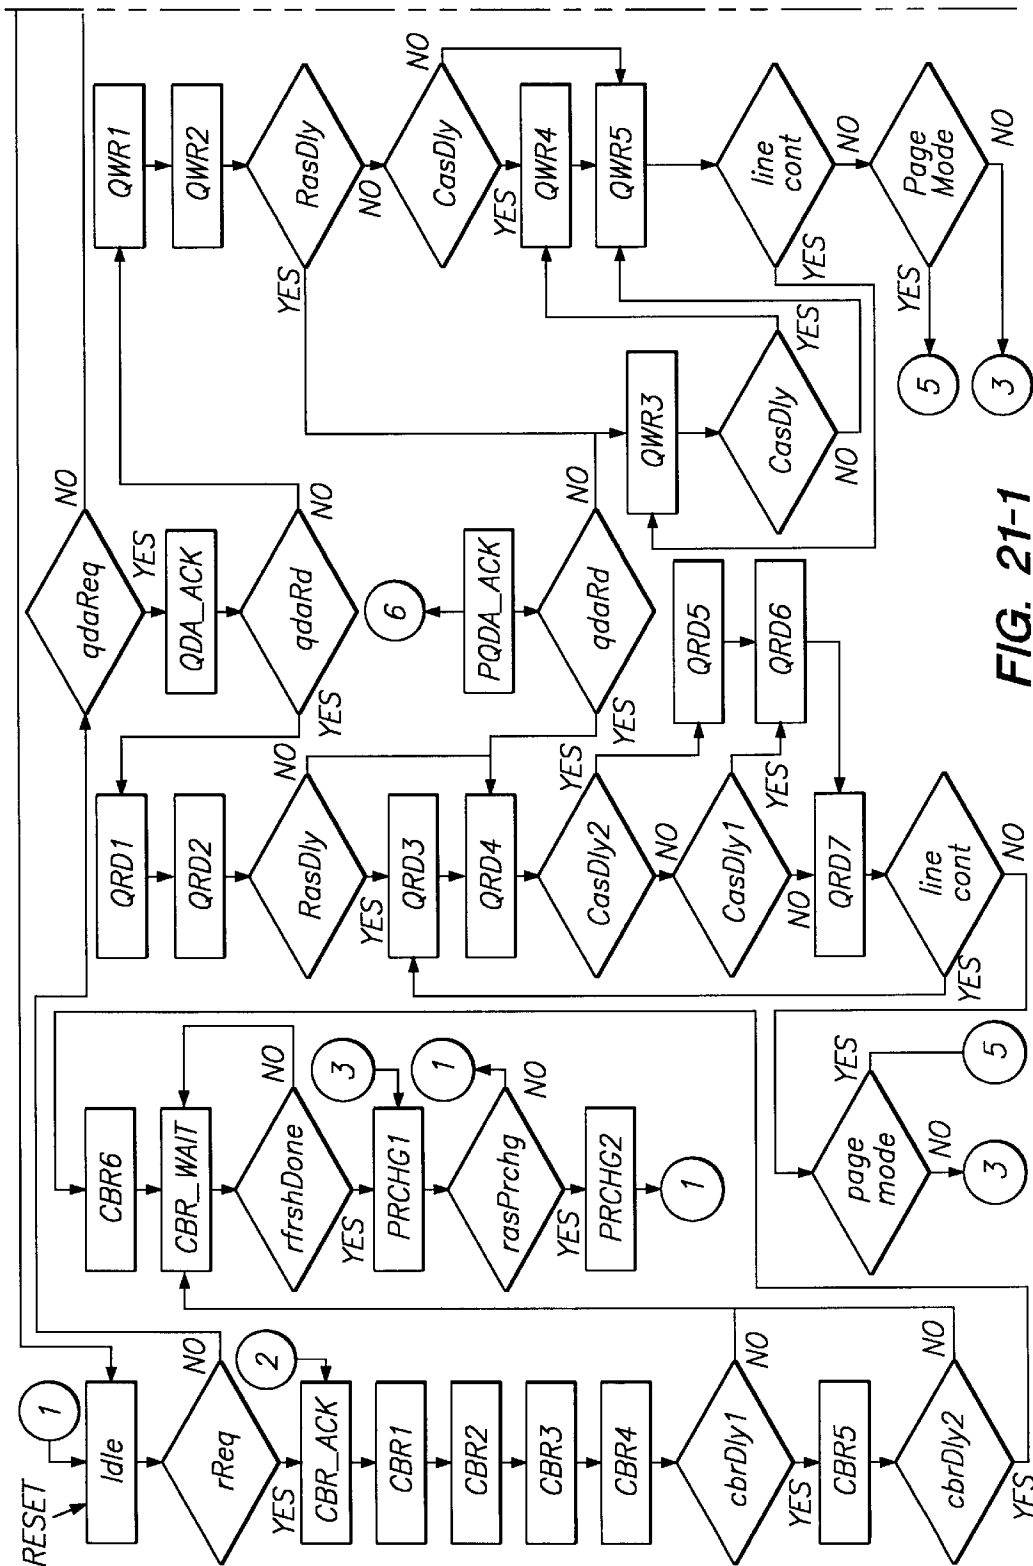 RESET
1
Idle
rReq
NO
YES
2
CBR_ACK
CBR1
CBR2
CBR3
CBR4
cbrDly1
NO
YES
CBR5
cbrDly2
NO
YES
CBR6
CBR_WAIT
rfrshDone
NO
YES
3
PRCHG1
1
rasPrchg
NO
YES
PRCHG2
1
page
mode
YES
5
NO
3
QRD1
QRD2
RasDly
NO
YES
QRD3
QRD4
CasDly2
YES
NO
CasDly1
YES
NO
QRD5
QRD6
QRD7
line
cont
YES
NO
qdaReq
NO
YES
QDA_ACK
qdaRd
NO
YES
6
PQDA_ACK
qdaRd
YES
QWR1
QWR2
RasDly
YES
NO
CasDly
NO
YES
QWR4
QWR5
QWR3
CasDly
YES
NO
line
cont
YES
NO
Page
Mode
YES
NO
5
3
FIG. 21-1